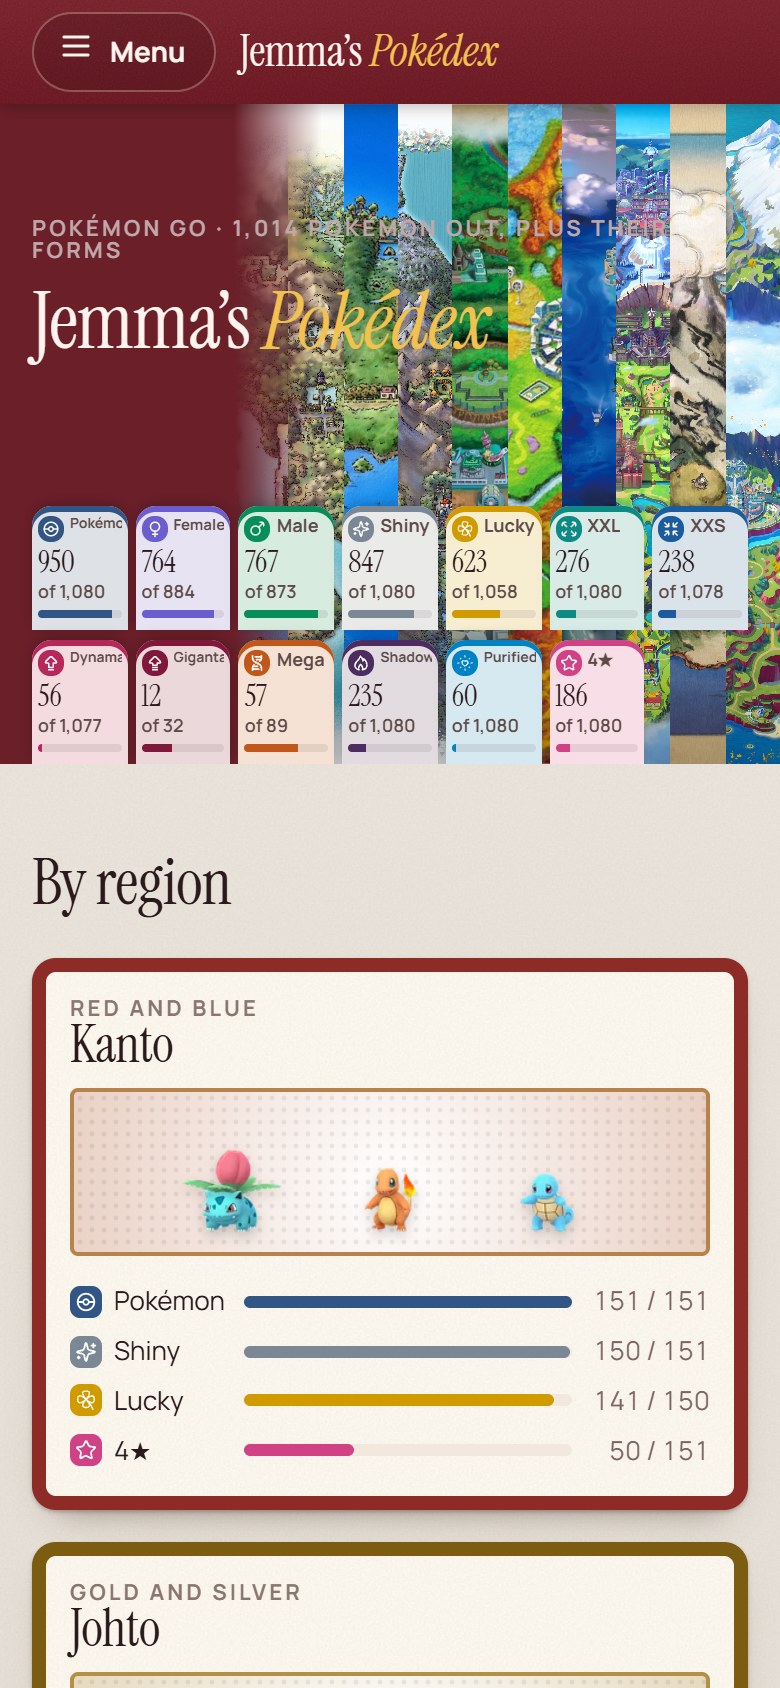 Menu
Jemma's Pokédex
POKÉMON GO · 1,014 POKÉMON OUT, PLUS THEIR
FORMS
Jemma's Pokédex
Pokémo
950
of 1,080
Female
764
of 884
Male
767
of 873
Shiny
847
of 1,080
Lucky
623
of 1,058
XXL
276
of 1,080
XXS
238
of 1,078
Dynama
56
of 1,077
Giganta
12
of 32
Mega
57
of 89
Shadow
235
of 1,080
Purified
60
of 1,080
4★
186
of 1,080
By region
RED AND BLUE
Kanto
Pokémon 151 / 151
Shiny 150 / 151
Lucky 141 / 150
4★ 50 / 151
GOLD AND SILVER
Johto